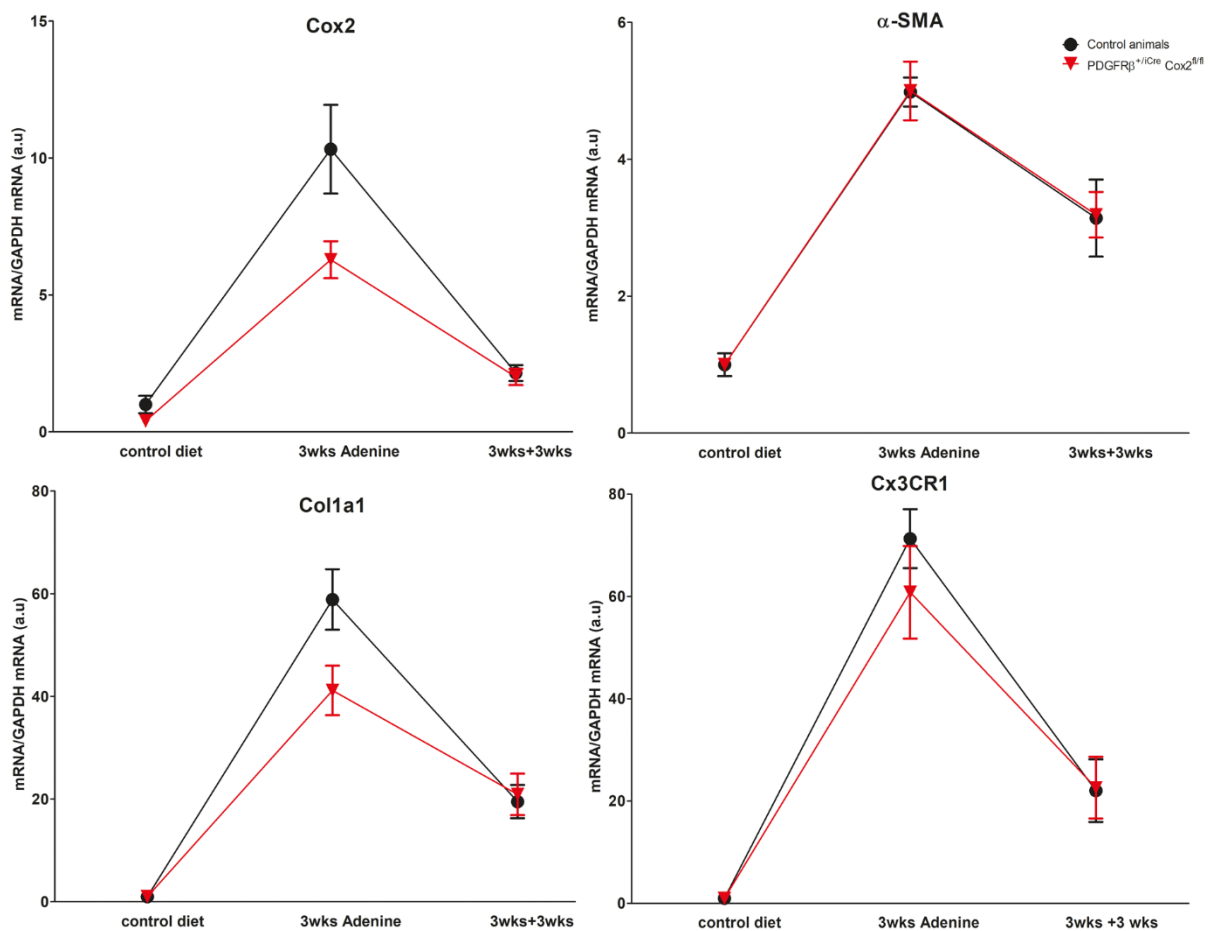 Cox2
mRNA/GAPDH mRNA (a.u)
15
10
5
0
control diet
3wks Adenine
3wks+3wks
α-SMA
Control animals
PDGFRβ+/iCre Cox2fl/fl
mRNA/GAPDH mRNA (a.u)
6
4
2
0
control diet
3wks Adenine
3wks+3wks
Col1a1
mRNA/GAPDH mRNA (a.u)
80
60
40
20
0
control diet
3wks Adenine
3wks+3wks
Cx3CR1
mRNA/GAPDH mRNA (a.u)
80
60
40
20
0
control diet
3wks Adenine
3wks +3 wks